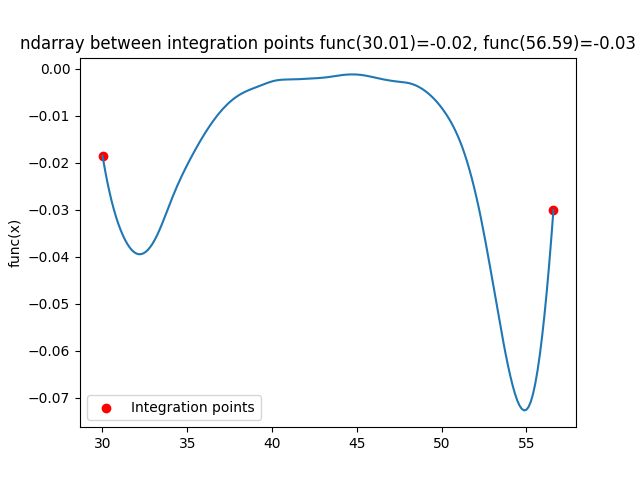 ndarray between integration points func(30.01)=-0.02, func(56.59)=-0.03
func(x)
0.00
−0.01
−0.02
−0.03
−0.04
−0.05
−0.06
−0.07
Integration points
30 35 40 45 50 55